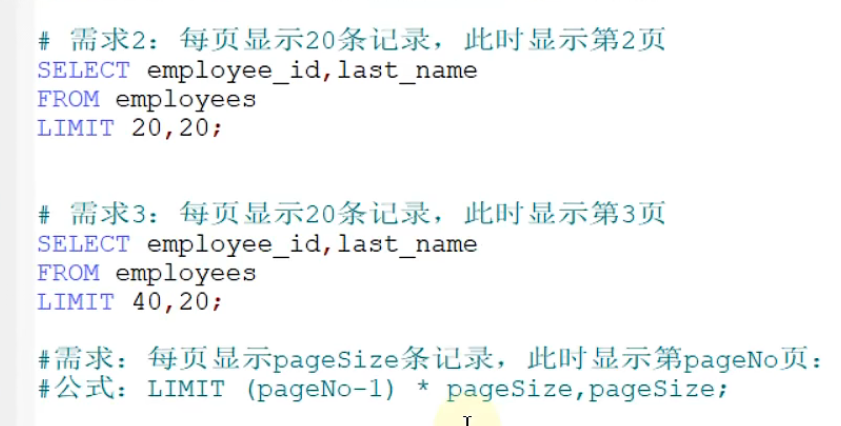 # 需求2：每页显示20条记录，此时显示第2页
SELECT employee_id,last_name
FROM employees
LIMIT 20,20;
# 需求3：每页显示20条记录，此时显示第3页
SELECT employee_id,last_name
FROM employees
LIMIT 40,20;
#需求：每页显示pageSize条记录，此时显示第pageNo页：
#公式：LIMIT (pageNo-1) * pageSize,pageSize;